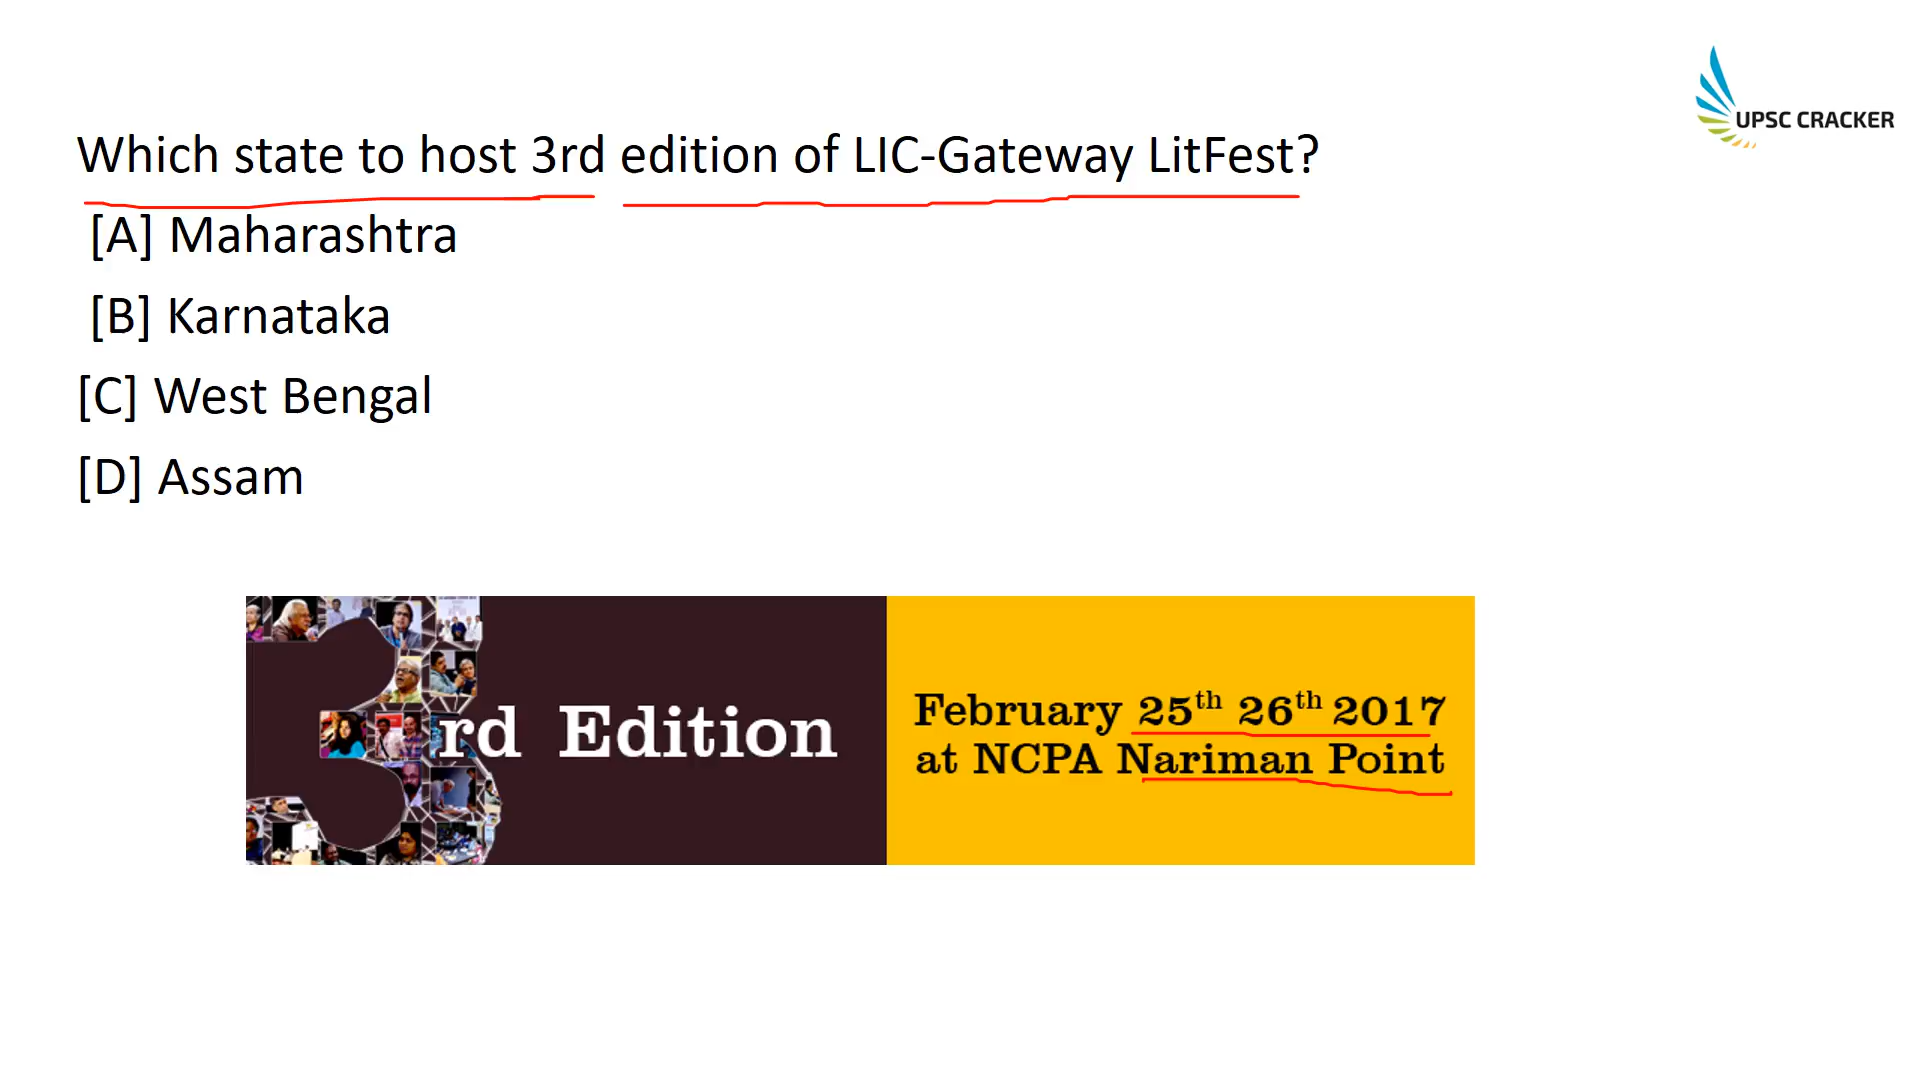 UPSC CRACKER
Which state to host 3rd edition of LIC-Gateway LitFest?
[A] Maharashtra
[B] Karnataka
[C] West Bengal
[D] Assam
3rd Edition
February 25th 26th 2017
at NCPA Nariman Point